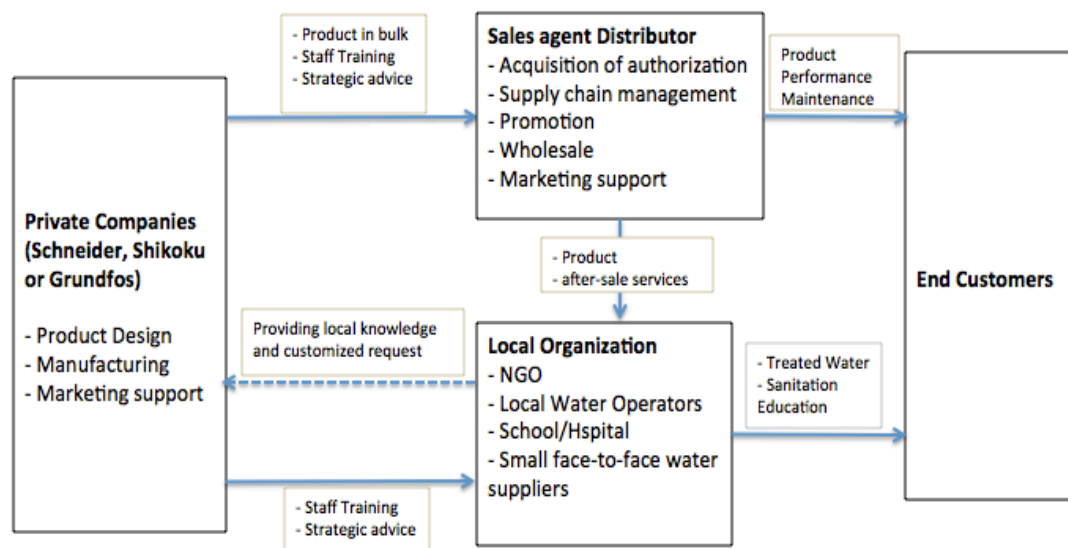 - Product in bulk
- Staff Training
- Strategic advice
Sales agent Distributor
- Acquisition of authorization
- Supply chain management
- Promotion
- Wholesale
- Marketing support
Product
Performance
Maintenance
Private Companies
(Schneider, Shikoku
or Grundfos)
- Product Design
- Manufacturing
- Marketing support
- Product
- after-sale services
End Customers
Providing local knowledge
and customized request
Local Organization
- NGO
- Local Water Operators
- School/Hspital
- Small face-to-face water
suppliers
- Treated Water
- Sanitation
Education
- Staff Training
- Strategic advice